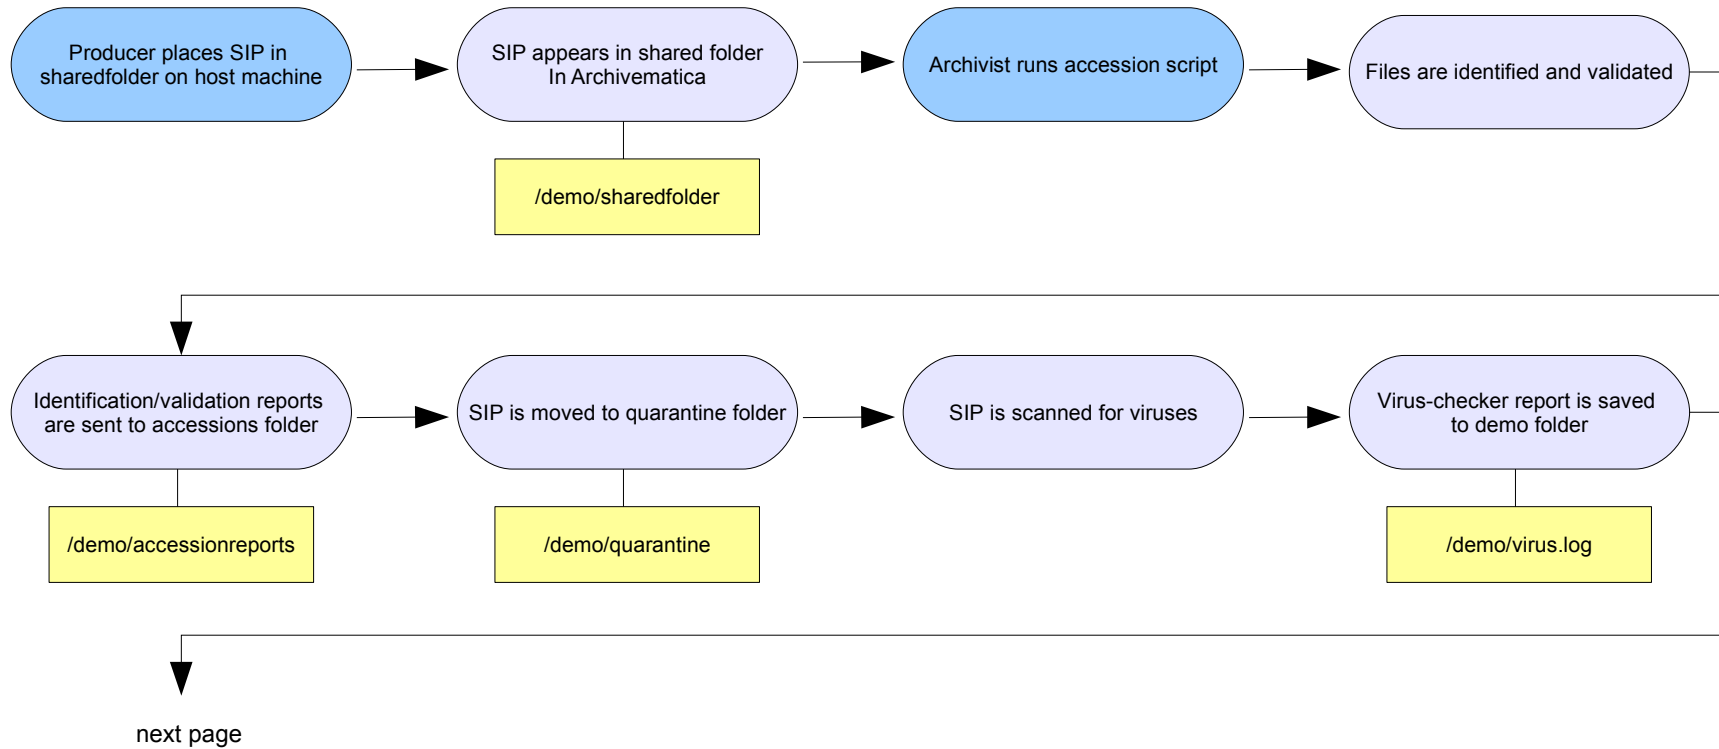 Producer places SIP in
sharedfolder on host machine
SIP appears in shared folder
In Archivematica
Archivist runs accession script
Files are identified and validated
/demo/sharedfolder
Identification/validation reports
are sent to accessions folder
SIP is moved to quarantine folder
SIP is scanned for viruses
Virus-checker report is saved
to demo folder
/demo/accessionreports
/demo/quarantine
/demo/virus.log
next page